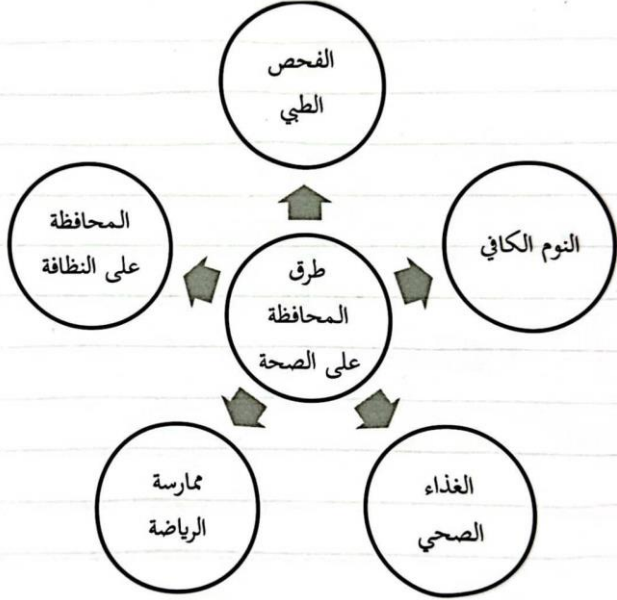 الفحص
الطبي
المحافظة
على النظافة
النوم الكافي
طرق
المحافظة
على الصحة
ممارسة
الرياضة
الغذاء
الصحي